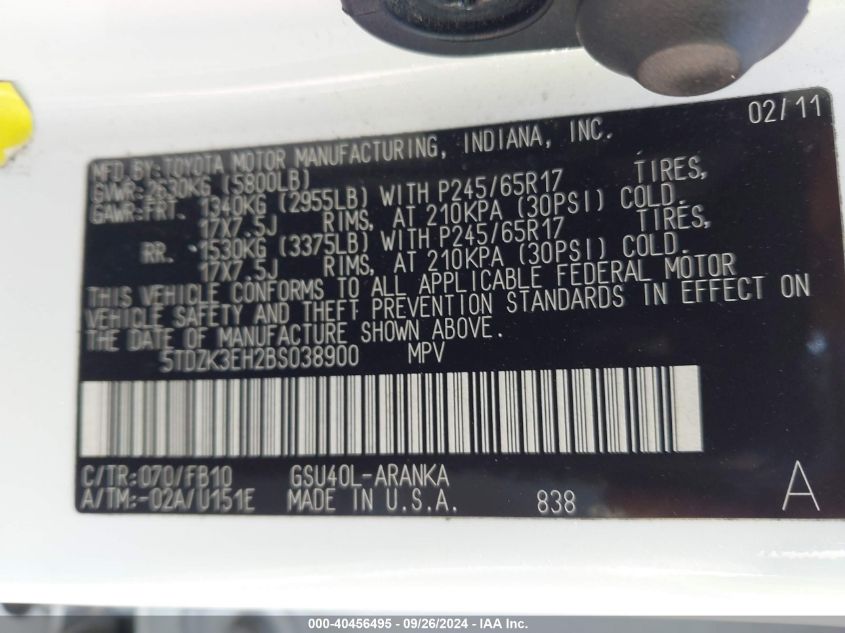 02/11
MFD.BY:TOYOTA MOTOR MANUFACTURING, INDIANA, INC.
GVWR:2630KG (5800LB)
GAWR:FRT. 1340KG (2955LB) WITH P245/65R17 TIRES,
17X7.5J RIMS, AT 210KPA (30PSI) COLD.
RR. 1530KG (3375LB) WITH P245/65R17 TIRES,
17X7.5J RIMS, AT 210KPA (30PSI) COLD.
THIS VEHICLE CONFORMS TO ALL APPLICABLE FEDERAL MOTOR
VEHICLE SAFETY AND THEFT PREVENTION STANDARDS IN EFFECT ON
THE DATE OF MANUFACTURE SHOWN ABOVE.
5TDZK3EH2BS038900 MPV
C/TR:070/FB10 GSU40L-ARANKA
A/TM:-02A/U151E MADE IN U.S.A. 838 A
000-40456495 - 09/26/2024 - IAA Inc.